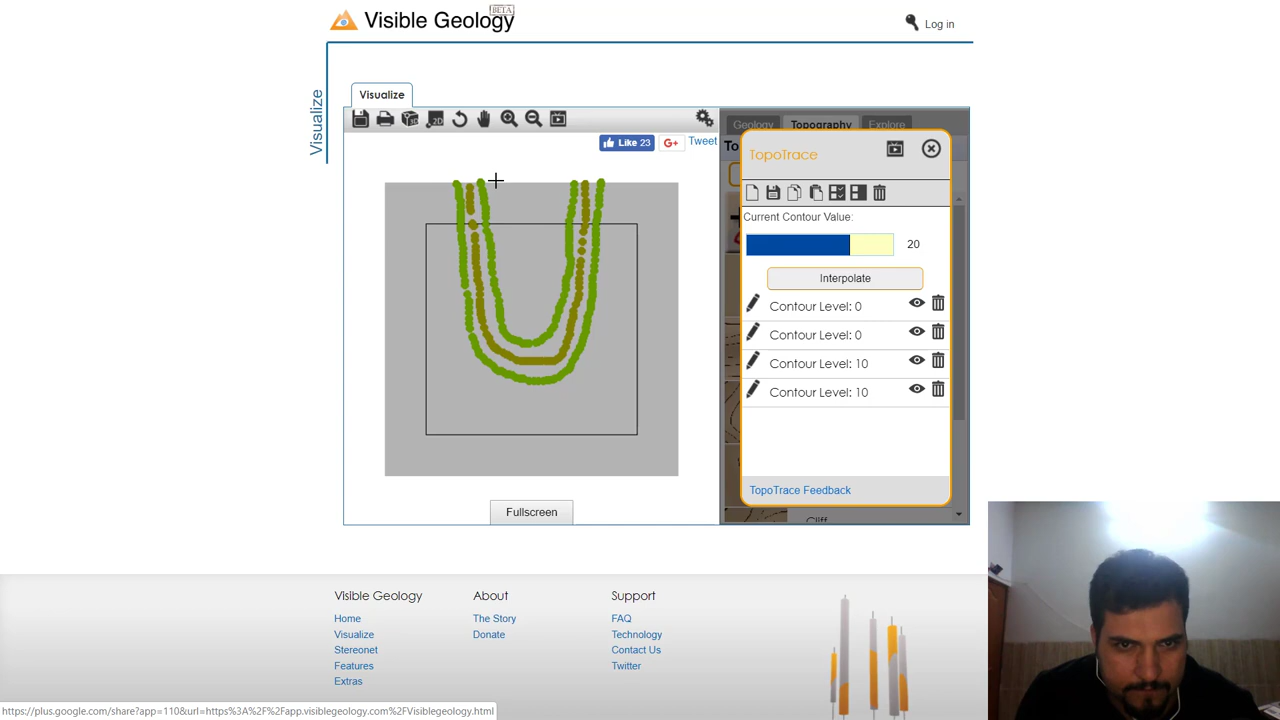 Visible Geology
BETA
Log in
Visualize
Visualize
2D
Like 23
G+
Tweet
Geology
Topography
Explore
To
TopoTrace
Current Contour Value:
20
Interpolate
Contour Level: 0
Contour Level: 0
Contour Level: 10
Contour Level: 10
TopoTrace Feedback
Cliff
Fullscreen
Visible Geology
Home
Visualize
Stereonet
Features
Extras
About
The Story
Donate
Support
FAQ
Technology
Contact Us
Twitter
https://plus.google.com/share?app=110&url=https%3A%2F%2Fapp.visiblegeology.com%2FVisiblegeology.html